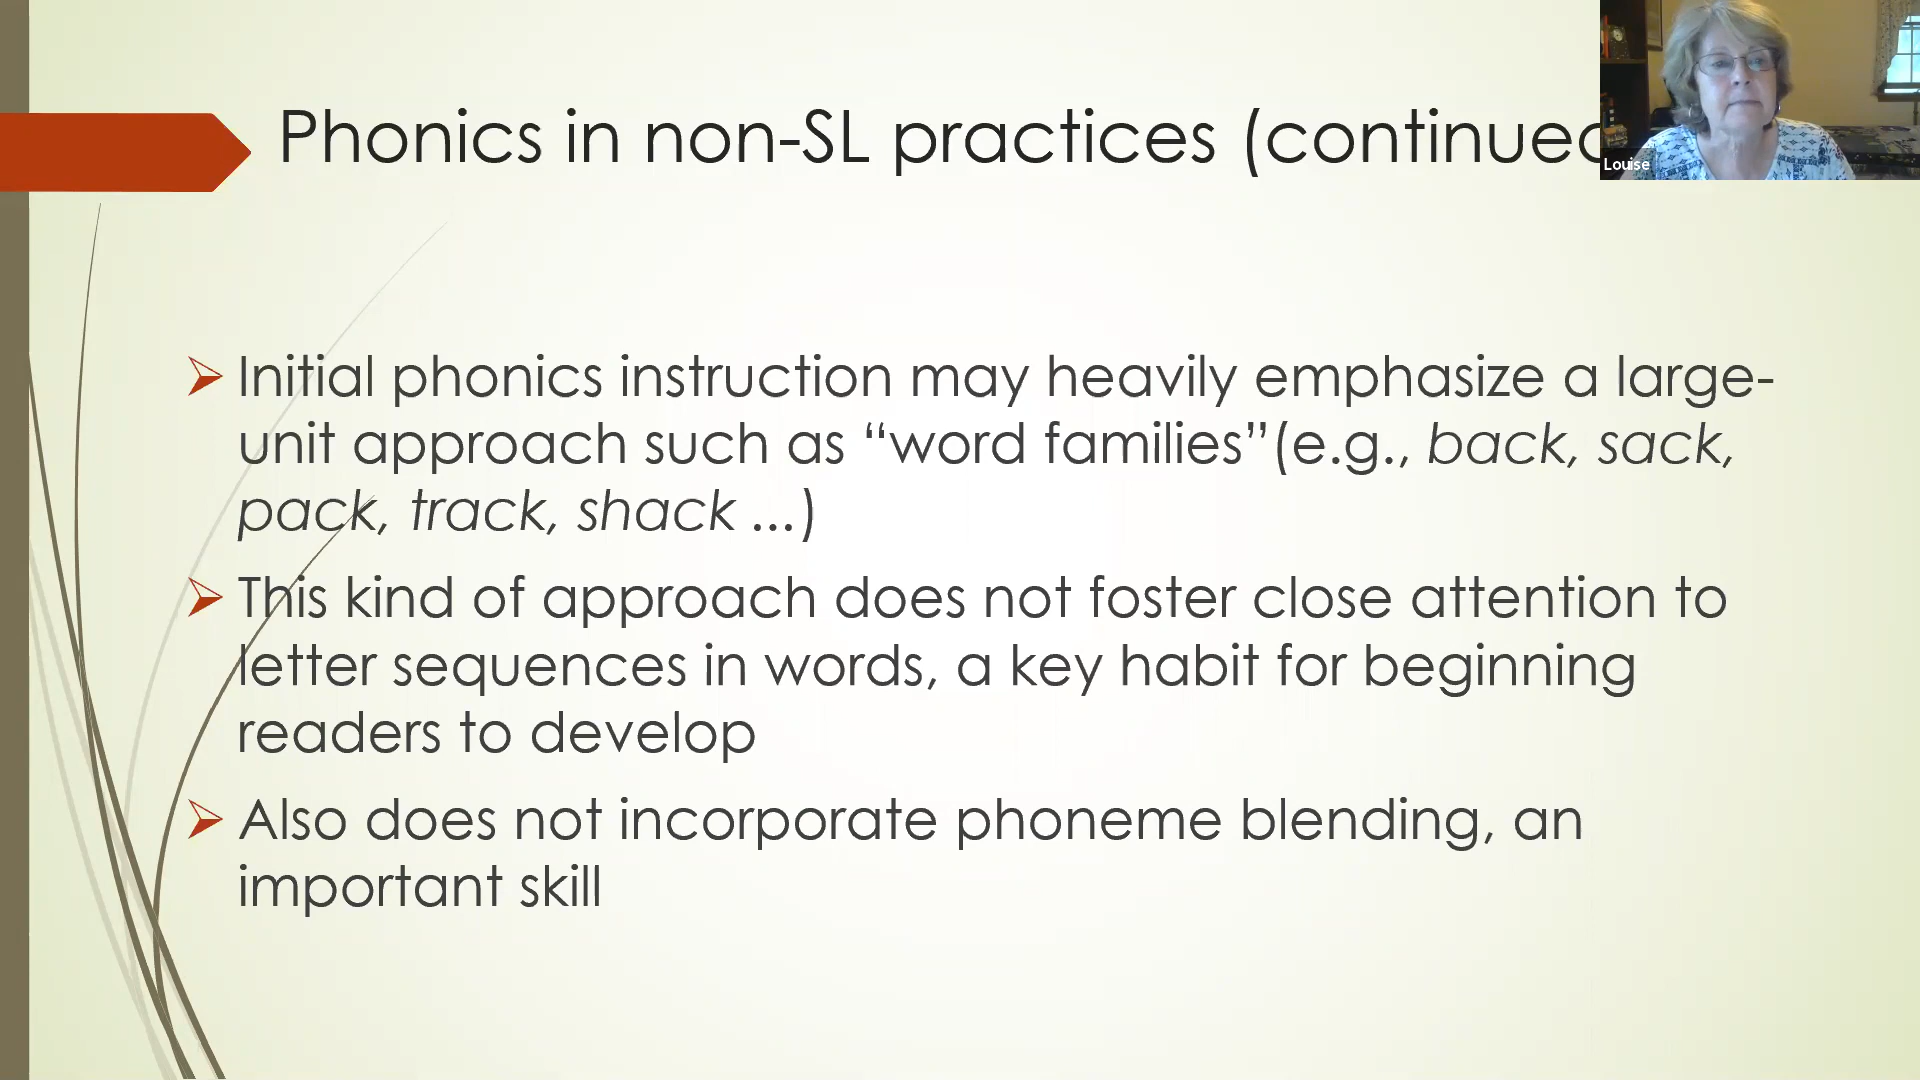 Phonics in non-SL practices (continued
Louise
Initial phonics instruction may heavily emphasize a large-
unit approach such as “word families”(e.g., back, sack,
pack, track, shack ...)
This kind of approach does not foster close attention to
letter sequences in words, a key habit for beginning
readers to develop
Also does not incorporate phoneme blending, an
important skill